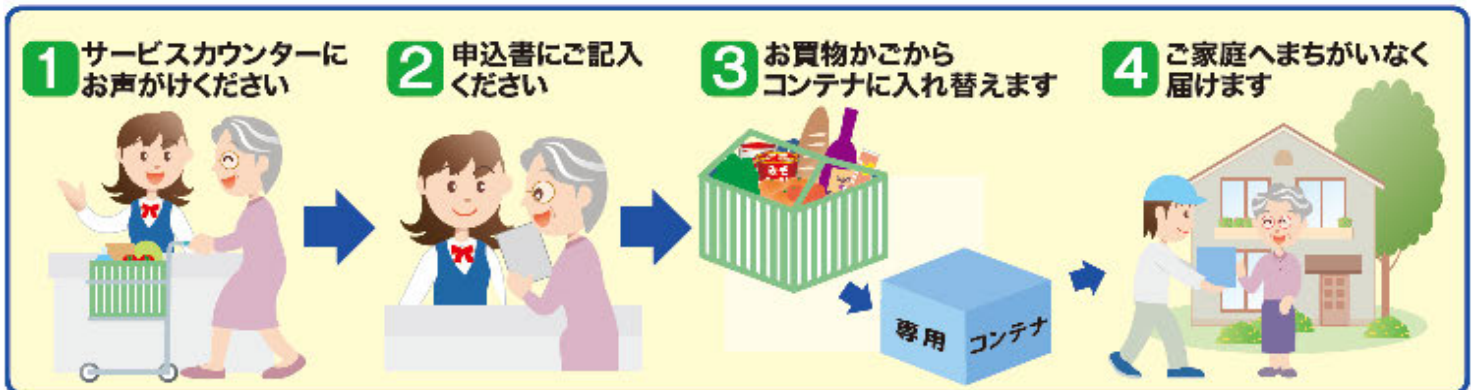 1 サービスカウンターに
お声がけください
2 申込書にご記入
ください
3 お買物かごから
コンテナに入れ替えます
4 ご家庭へまちがいなく
届けます
みそ
専用 コンテナ